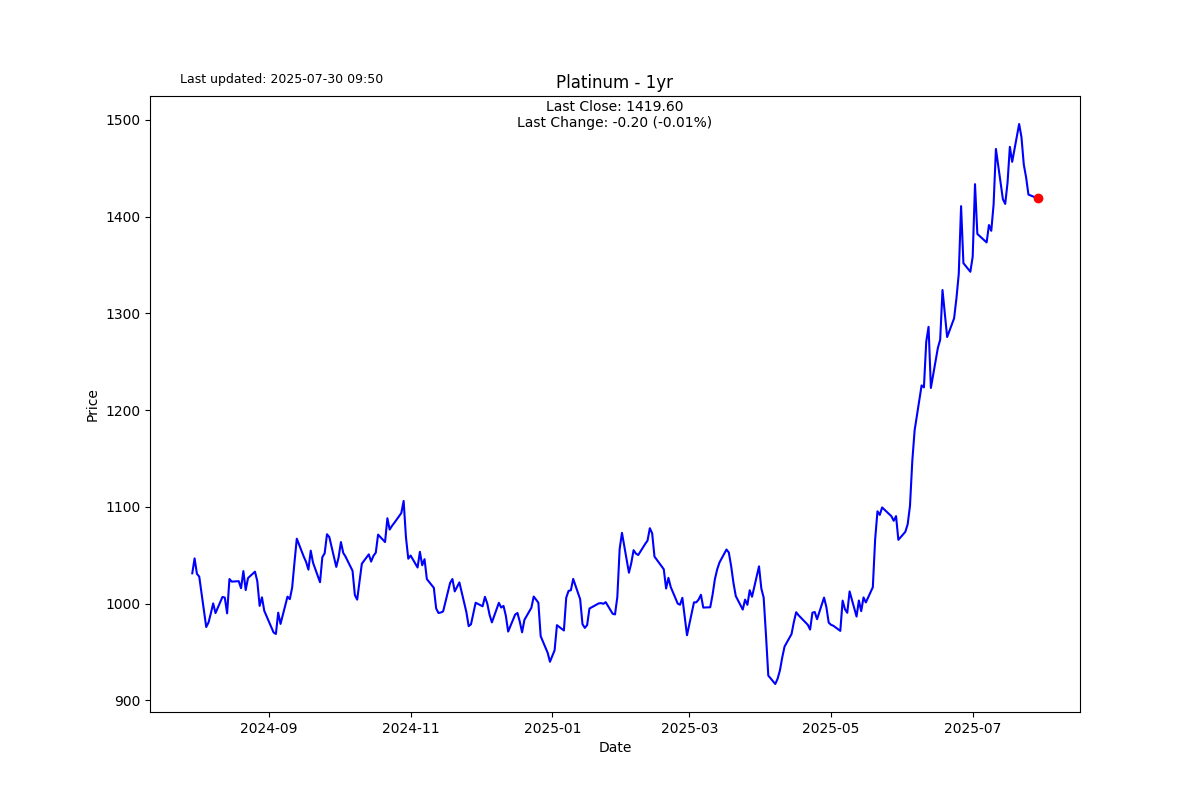 Last updated: 2025-07-30 09:50
Platinum - 1yr
Last Close: 1419.60
Last Change: -0.20 (-0.01%)
1500
1400
1300
1200
1100
1000
900
Price
2024-09
2024-11
2025-01
2025-03
2025-05
2025-07
Date